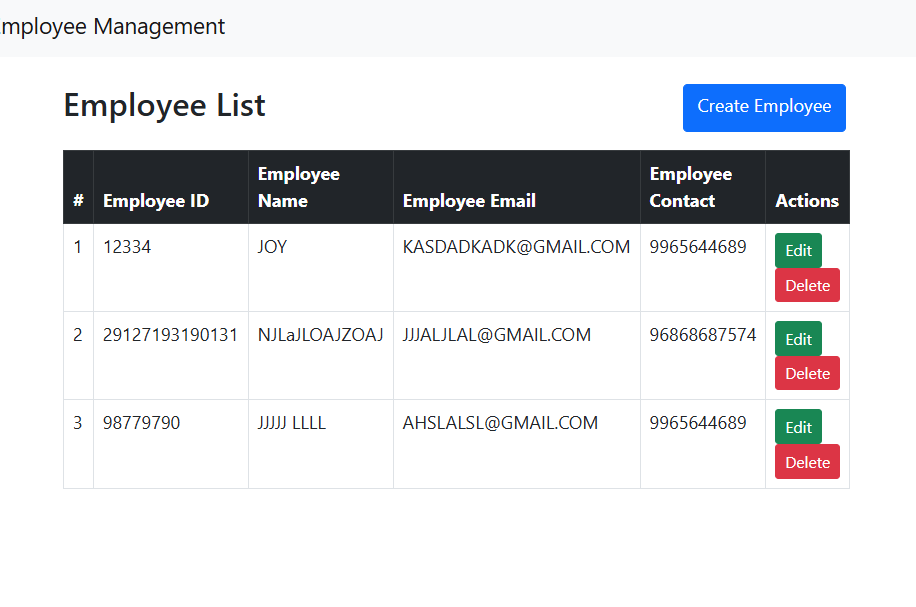 mployee Management
Employee List
Create Employee
# Employee ID Employee Name Employee Email Employee Contact Actions
1 12334 JOY KASDADKADK@GMAIL.COM 9965644689 Edit
Delete
2 29127193190131 NJLaJLOAJZOAJ JJJALJLAL@GMAIL.COM 96868687574 Edit
Delete
3 98779790 JJJJJ LLLL AHSLALSL@GMAIL.COM 9965644689 Edit
Delete